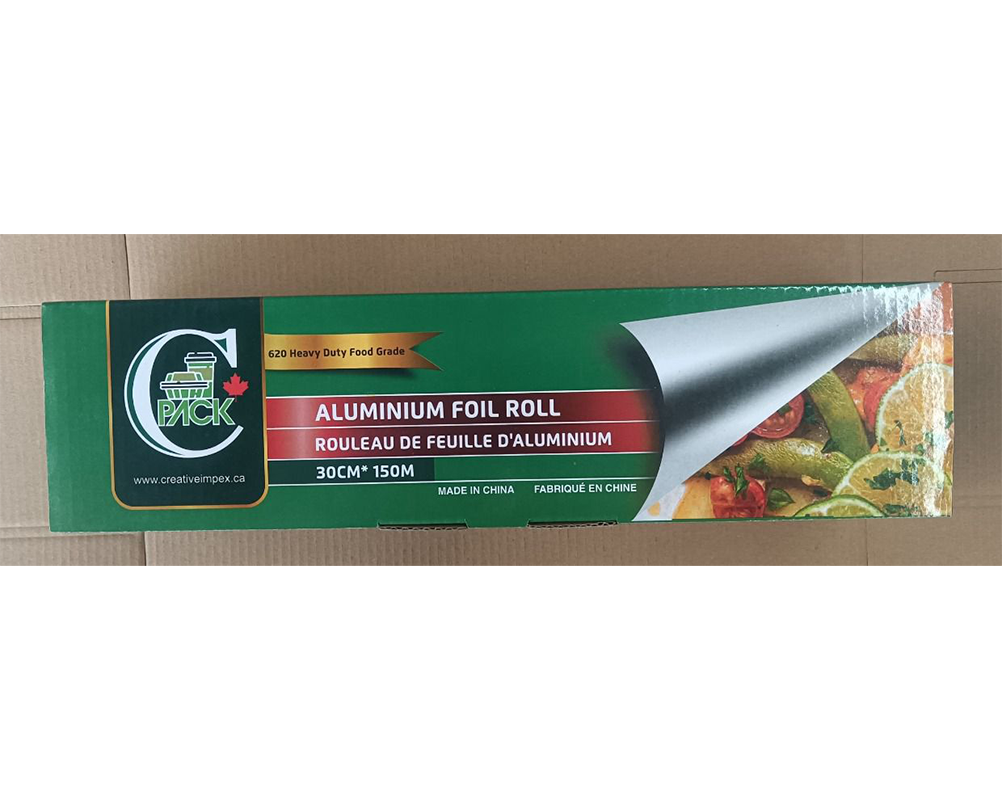 C
PACK
www.creativeimpex.ca
620 Heavy Duty Food Grade
ALUMINIUM FOIL ROLL
ROULEAU DE FEUILLE D'ALUMINIUM
30CM* 150M
MADE IN CHINA FABRIQUÉ EN CHINE